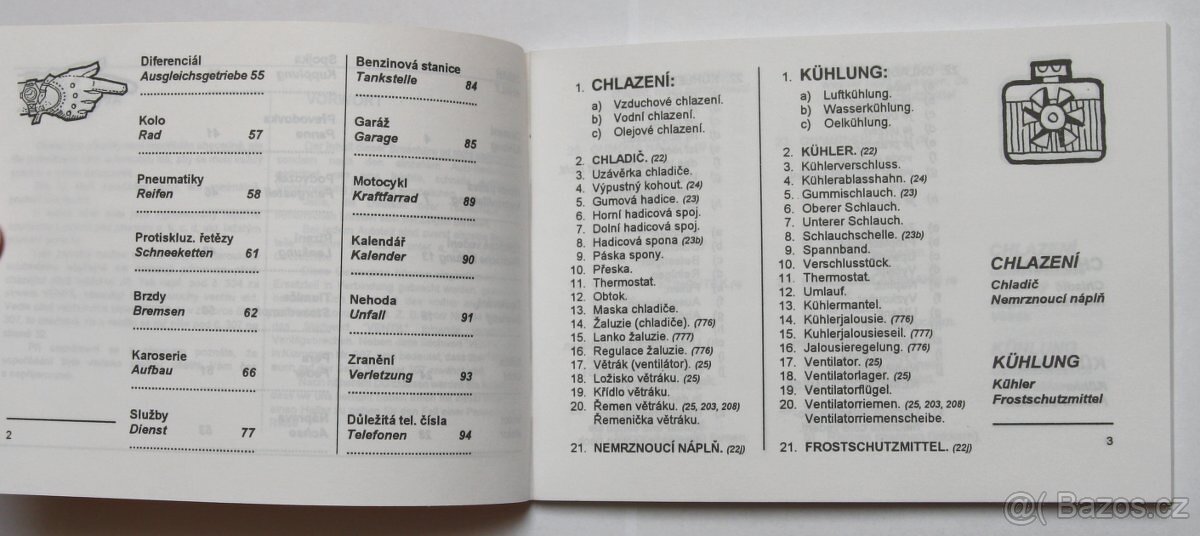 Diferenciál
Ausgleichsgetriebe 55
Kolo
Rad 57
Pneumatiky
Reifen 58
Protiskluz. řetězy
Schneeketten 61
Brzdy
Bremsen 62
Karoserie
Aufbau 66
Služby
Dienst 77
2
Benzinová stanice
Tankstelle 84
Garáž
Garage 85
Motocykl
Kraftfarrad 89
Kalendář
Kalender 90
Nehoda
Unfall 91
Zranění
Verletzung 93
Důležitá tel. čísla
Telefonen 94
1. CHLAZENÍ:
a) Vzduchové chlazení.
b) Vodní chlazení.
c) Olejové chlazení.
2. CHLADIČ. (22)
3. Uzávěrka chladiče.
4. Výpustný kohout. (24)
5. Gumová hadice. (23)
6. Horní hadicová spoj.
7. Dolní hadicová spoj.
8. Hadicová spona (23b)
9. Páska spony.
10. Přeska.
11. Thermostat.
12. Obtok.
13. Maska chladiče.
14. Žaluzie (chladiče). (776)
15. Lanko žaluzie. (777)
16. Regulace žaluzie. (776)
17. Větrák (ventilátor). (25)
18. Ložisko větráku. (25)
19. Křídlo větráku.
20. Řemen větráku. (25, 203, 208)
Řemenička větráku.
21. NEMRZNOUCÍ NÁPLŇ. (22j)
1. KÜHLUNG:
a) Luftkühlung.
b) Wasserkühlung.
c) Oelkühlung.
2. KÜHLER. (22)
3. Kühlerverschluss.
4. Kühlerablasshahn. (24)
5. Gummischlauch. (23)
6. Oberer Schlauch.
7. Unterer Schlauch.
8. Schlauchschelle. (23b)
9. Spannband.
10. Verschlusstück.
11. Thermostat.
12. Umlauf.
13. Kühlermantel.
14. Kühlerjalousie. (776)
15. Kuhlerjalousieseil. (777)
16. Jalousieregelung. (776)
17. Ventilator. (25)
18. Ventilatorlager. (25)
19. Ventilatorflügel.
20. Ventilatorriemen. (25, 203, 208)
Ventilatorriemenscheibe.
21. FROSTSCHUTZMITTEL. (22j)
CHLAZENÍ
Chladič
Nemrznoucí náplň
KÜHLUNG
Kühler
Frostschutzmittel
3
@( Bazos.cz